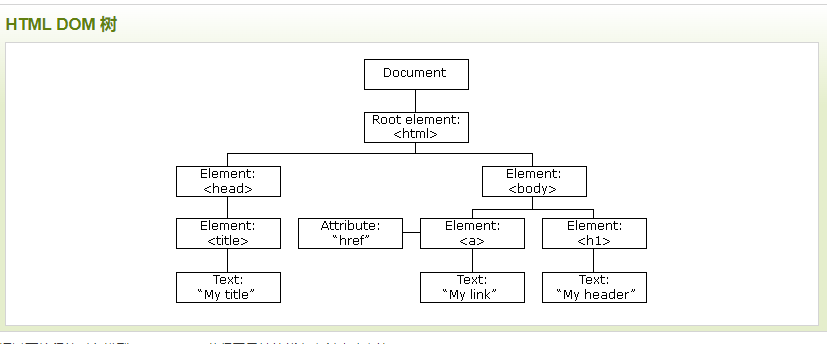 HTML DOM 树
Document
Root element:
<html>
Element:
<head>
Element:
<body>
Element:
<title>
Attribute:
“href”
Element:
<a>
Element:
<h1>
Text:
“My title”
Text:
“My link”
Text:
“My header”